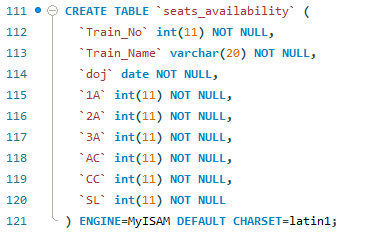 111 CREATE TABLE `seats_availability` (
112 `Train_No` int(11) NOT NULL,
113 `Train_Name` varchar(20) NOT NULL,
114 `doj` date NOT NULL,
115 `1A` int(11) NOT NULL,
116 `2A` int(11) NOT NULL,
117 `3A` int(11) NOT NULL,
118 `AC` int(11) NOT NULL,
119 `CC` int(11) NOT NULL,
120 `SL` int(11) NOT NULL
121 ) ENGINE=MyISAM DEFAULT CHARSET=latin1;